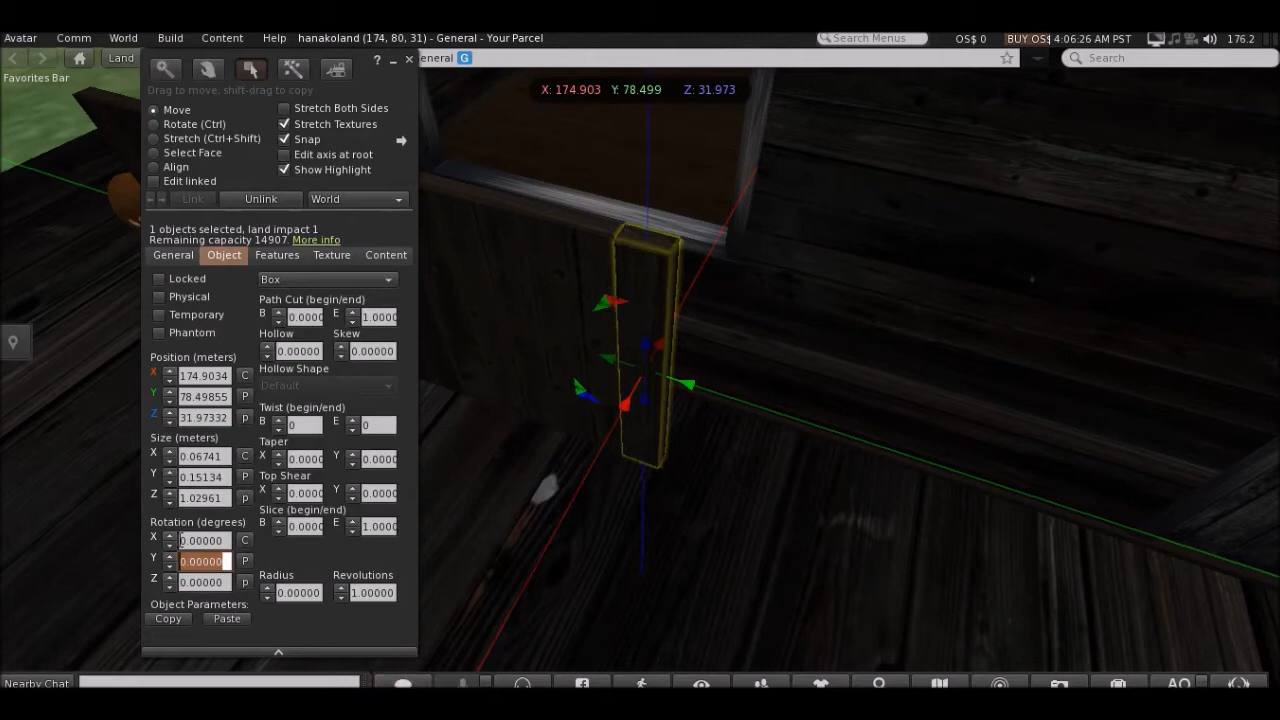 Avatar Comm World Build Content Help hanakoland (174, 80, 31) - General - Your Parcel Search Menus OS$ 0 BUY OS$ 4:06:26 AM PST 176.2
Land eneral G Search
Favorites Bar
?
Drag to move, shift-drag to copy
X: 174.903 Y: 78.499 Z: 31.973
Move Stretch Both Sides
Rotate (Ctrl) Stretch Textures
Stretch (Ctrl+Shift) Snap
Select Face Edit axis at root
Align Show Highlight
Edit linked
Link Unlink World
1 objects selected, land impact 1
Remaining capacity 14907. More info
General Object Features Texture Content
Locked Box
Physical Path Cut (begin/end)
Temporary B 0.0000 E 1.0000
Phantom Hollow Skew
0.00000 0.00000
Position (meters) Hollow Shape
X 174.9034 C Default
Y 78.49855 P
Z 31.97332 p Twist (begin/end)
B 0 E 0
Size (meters) Taper
X 0.06741 C X 0.0000 Y 0.0000
Y 0.15134 P Top Shear
Z 1.02961 p X 0.0000 Y 0.0000
Slice (begin/end)
Rotation (degrees) B 0.0000 E 1.0000
X 0.00000 C
Y 0.00000 P
Z 0.00000 p Radius Revolutions
0.00000 1.00000
Object Parameters:
Copy Paste
Nearby Chat AO